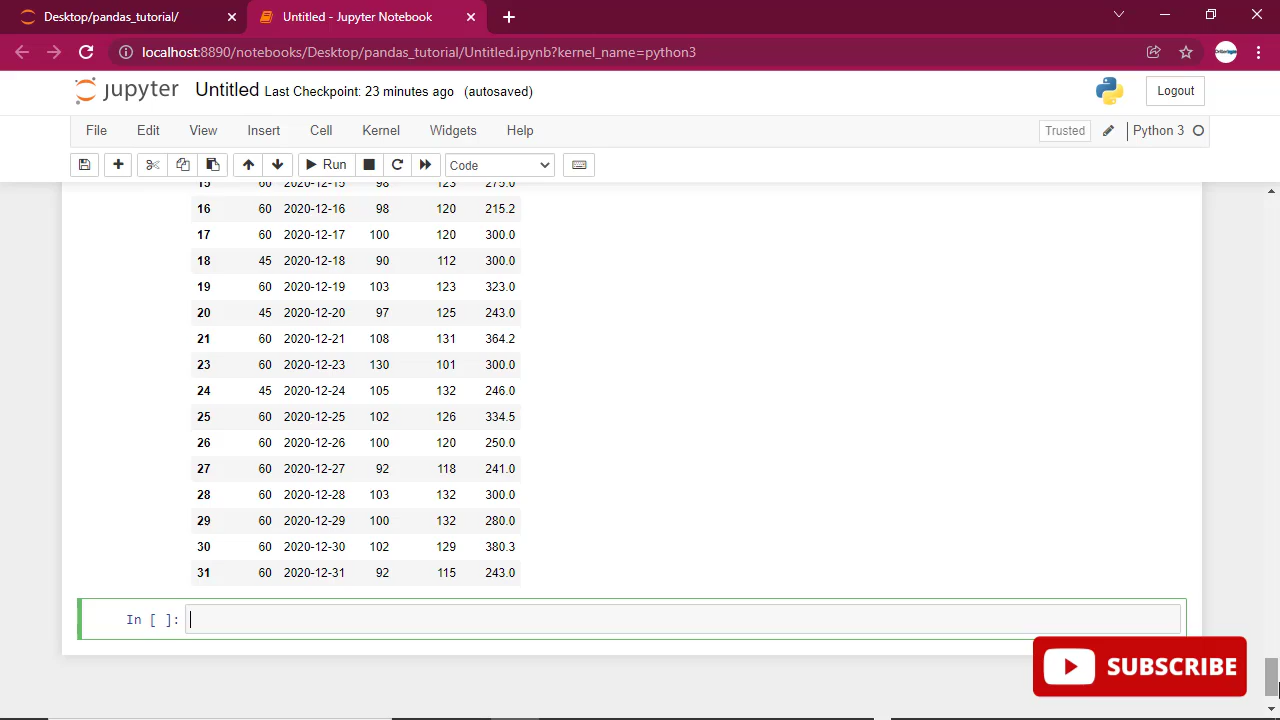 Desktop/pandas_tutorial/ Untitled - Jupyter Notebook
localhost:8890/notebooks/Desktop/pandas_tutorial/Untitled.ipynb?kernel_name=python3
jupyter Untitled Last Checkpoint: 23 minutes ago (autosaved) Logout
File Edit View Insert Cell Kernel Widgets Help Trusted Python 3
Run Code
15 60 2020-12-15 98 123 275.0
16 60 2020-12-16 98 120 215.2
17 60 2020-12-17 100 120 300.0
18 45 2020-12-18 90 112 300.0
19 60 2020-12-19 103 123 323.0
20 45 2020-12-20 97 125 243.0
21 60 2020-12-21 108 131 364.2
23 60 2020-12-23 130 101 300.0
24 45 2020-12-24 105 132 246.0
25 60 2020-12-25 102 126 334.5
26 60 2020-12-26 100 120 250.0
27 60 2020-12-27 92 118 241.0
28 60 2020-12-28 103 132 300.0
29 60 2020-12-29 100 132 280.0
30 60 2020-12-30 102 129 380.3
31 60 2020-12-31 92 115 243.0
In [ ]:
SUBSCRIBE